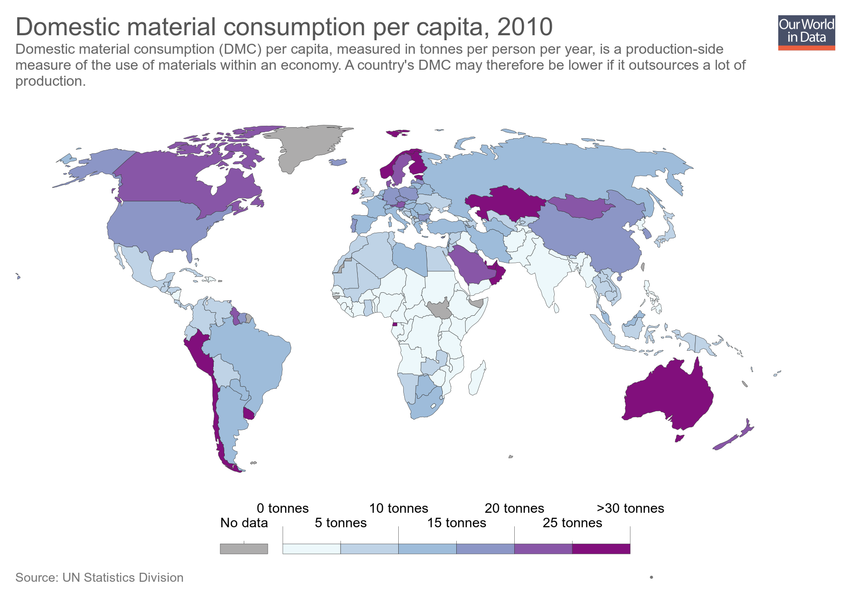 Domestic material consumption per capita, 2010
Our World
in Data
Domestic material consumption (DMC) per capita, measured in tonnes per person per year, is a production-side
measure of the use of materials within an economy. A country's DMC may therefore be lower if it outsources a lot of
production.
0 tonnes 10 tonnes 20 tonnes >30 tonnes
No data 5 tonnes 15 tonnes 25 tonnes
Source: UN Statistics Division